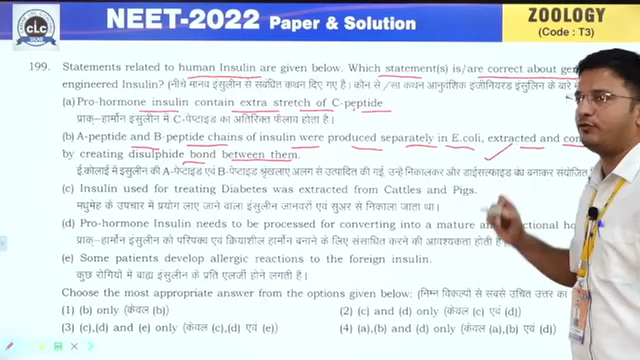 CLC
SIKAR
NEET-2022 Paper & Solution
ZOOLOGY
(Code : T3)
199. Statements related to human Insulin are given below. Which statement(s) is/are correct about
engineered Insulin? (नीचे मानव इंसुलिन से संबंधित कथन दिए गए है। कौन से /सा कथन आनुवंशिक इंजीनियरड इंसुलिन के बारे में
(a) Pro-hormone insulin contain extra stretch of C-peptide
प्राक्-हार्मोन इंसुलिन में C-पेप्टाइड का अतिरिक्त फैलाव होता है।
(b) A-peptide and B-peptide chains of insulin were produced separately in E.coli, extracted and
by creating disulphide bond between them.
ई.कोलाई में इंसुलिन की A-पेप्टाइड एवं B-पेप्टाइड श्रृंखलाए अलग से उत्पादित की गई, उन्हें निकालकर और डाईसल्फाइड बंध बनाकर संयोजित
(c) Insulin used for treating Diabetes was extracted from Cattles and Pigs.
मधुमेह के उपचार में प्रयोग लाए जाने वाला इंसुलिन जानवरों एवं सुअर से निकाला जाता था।
(d) Pro-hormone Insulin needs to be processed for converting into a mature
प्राक्-हार्मोन इंसुलिन को परिपक्व एवं क्रियाशील हार्मोन बनाने के लिए संसाधित करने की आवश्यकता होती है
(e) Some patients develop allergic reactions to the foreign insulin.
कुछ रोगियों में बाह्य इंसुलिन के प्रति एलर्जी होने लगती है।
Choose the most appropriate answer from the options given below: (निम्न विकल्पों से सबसे उचित उत्तर का
(1) (b) only (केवल (b)) (2) (c) and (d) only (केवल (c) एवं (d))
(3) (c),(d) and (e) only (केवल (c),(d) एवं (e)) (4) (a),(b) and (d) only (केवल (a),(b) एवं (d))